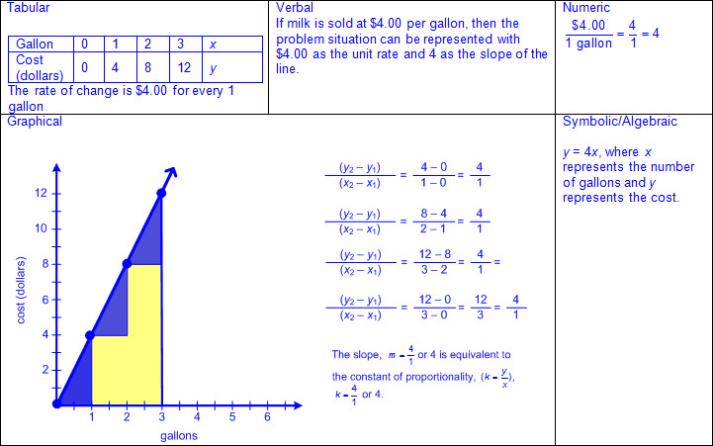 Tabular
Gallon 0 1 2 3 x
Cost (dollars) 0 4 8 12 y
The rate of change is $4.00 for every 1
gallon
Verbal
If milk is sold at $4.00 per gallon, then the
problem situation can be represented with
$4.00 as the unit rate and 4 as the slope of the
line.
Numeric
$4.00 / 1 gallon = 4/1 = 4
Graphical
cost (dollars)
12
10
8
6
4
2
1 2 3 4 5 6
gallons
(y₂ – y₁) / (x₂ – x₁) = 4 – 0 / 1 – 0 = 4/1
(y₂ – y₁) / (x₂ – x₁) = 8 – 4 / 2 – 1 = 4/1
(y₂ – y₁) / (x₂ – x₁) = 12 – 8 / 3 – 2 = 4/1 =
(y₂ – y₁) / (x₂ – x₁) = 12 – 0 / 3 – 0 = 12/3 = 4/1
The slope, m = 4/1 or 4 is equivalent to
the constant of proportionality, (k = y/x),
k = 4/1 or 4.
Symbolic/Algebraic
y = 4x, where x
represents the number
of gallons and y
represents the cost.